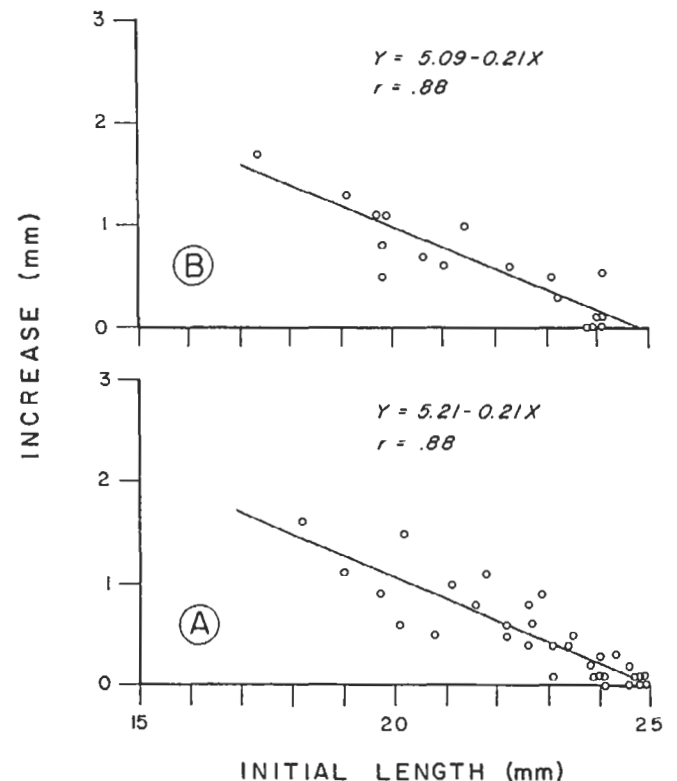 3
Y = 5.09-0.21X
r = .88
2
1
B
0
INCREASE (mm)
3
Y = 5.21-0.21X
r = .88
2
1
A
0
15 20 25
INITIAL LENGTH (mm)